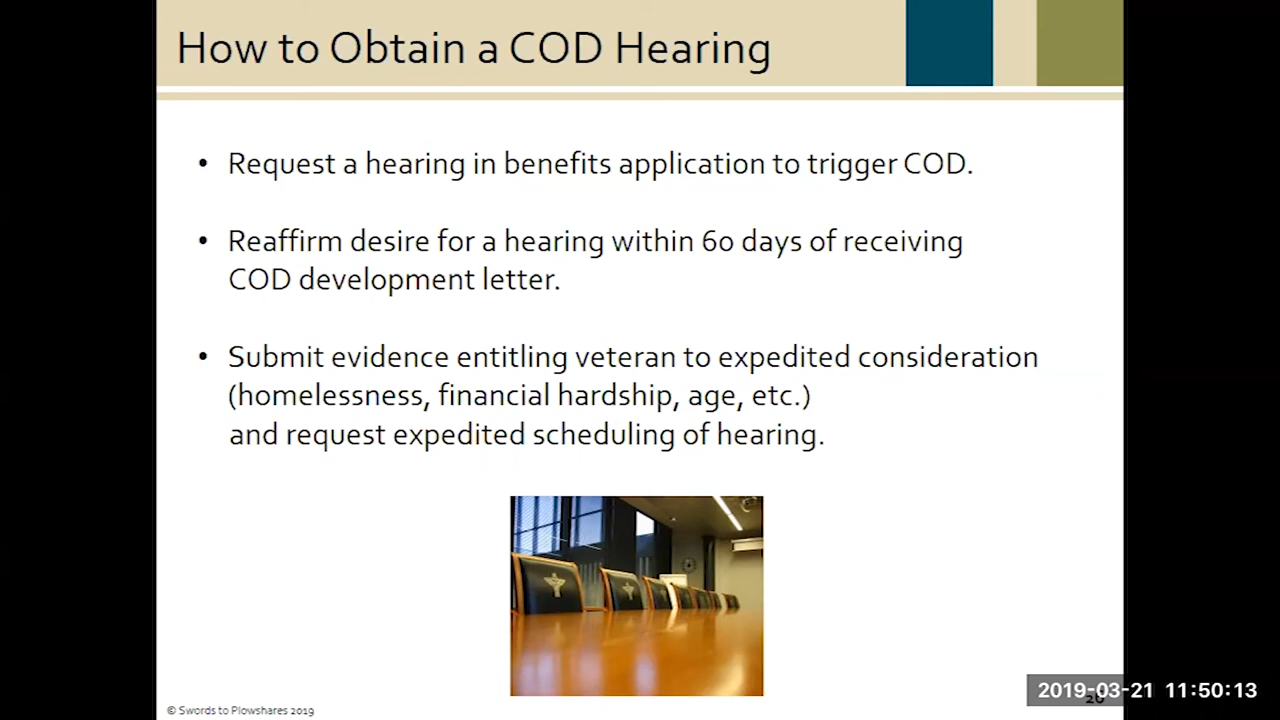 How to Obtain a COD Hearing
• Request a hearing in benefits application to trigger COD.
• Reaffirm desire for a hearing within 60 days of receiving
COD development letter.
• Submit evidence entitling veteran to expedited consideration
(homelessness, financial hardship, age, etc.)
and request expedited scheduling of hearing.
2019-03-21 11:50:13
© Swords to Plowshares 2019